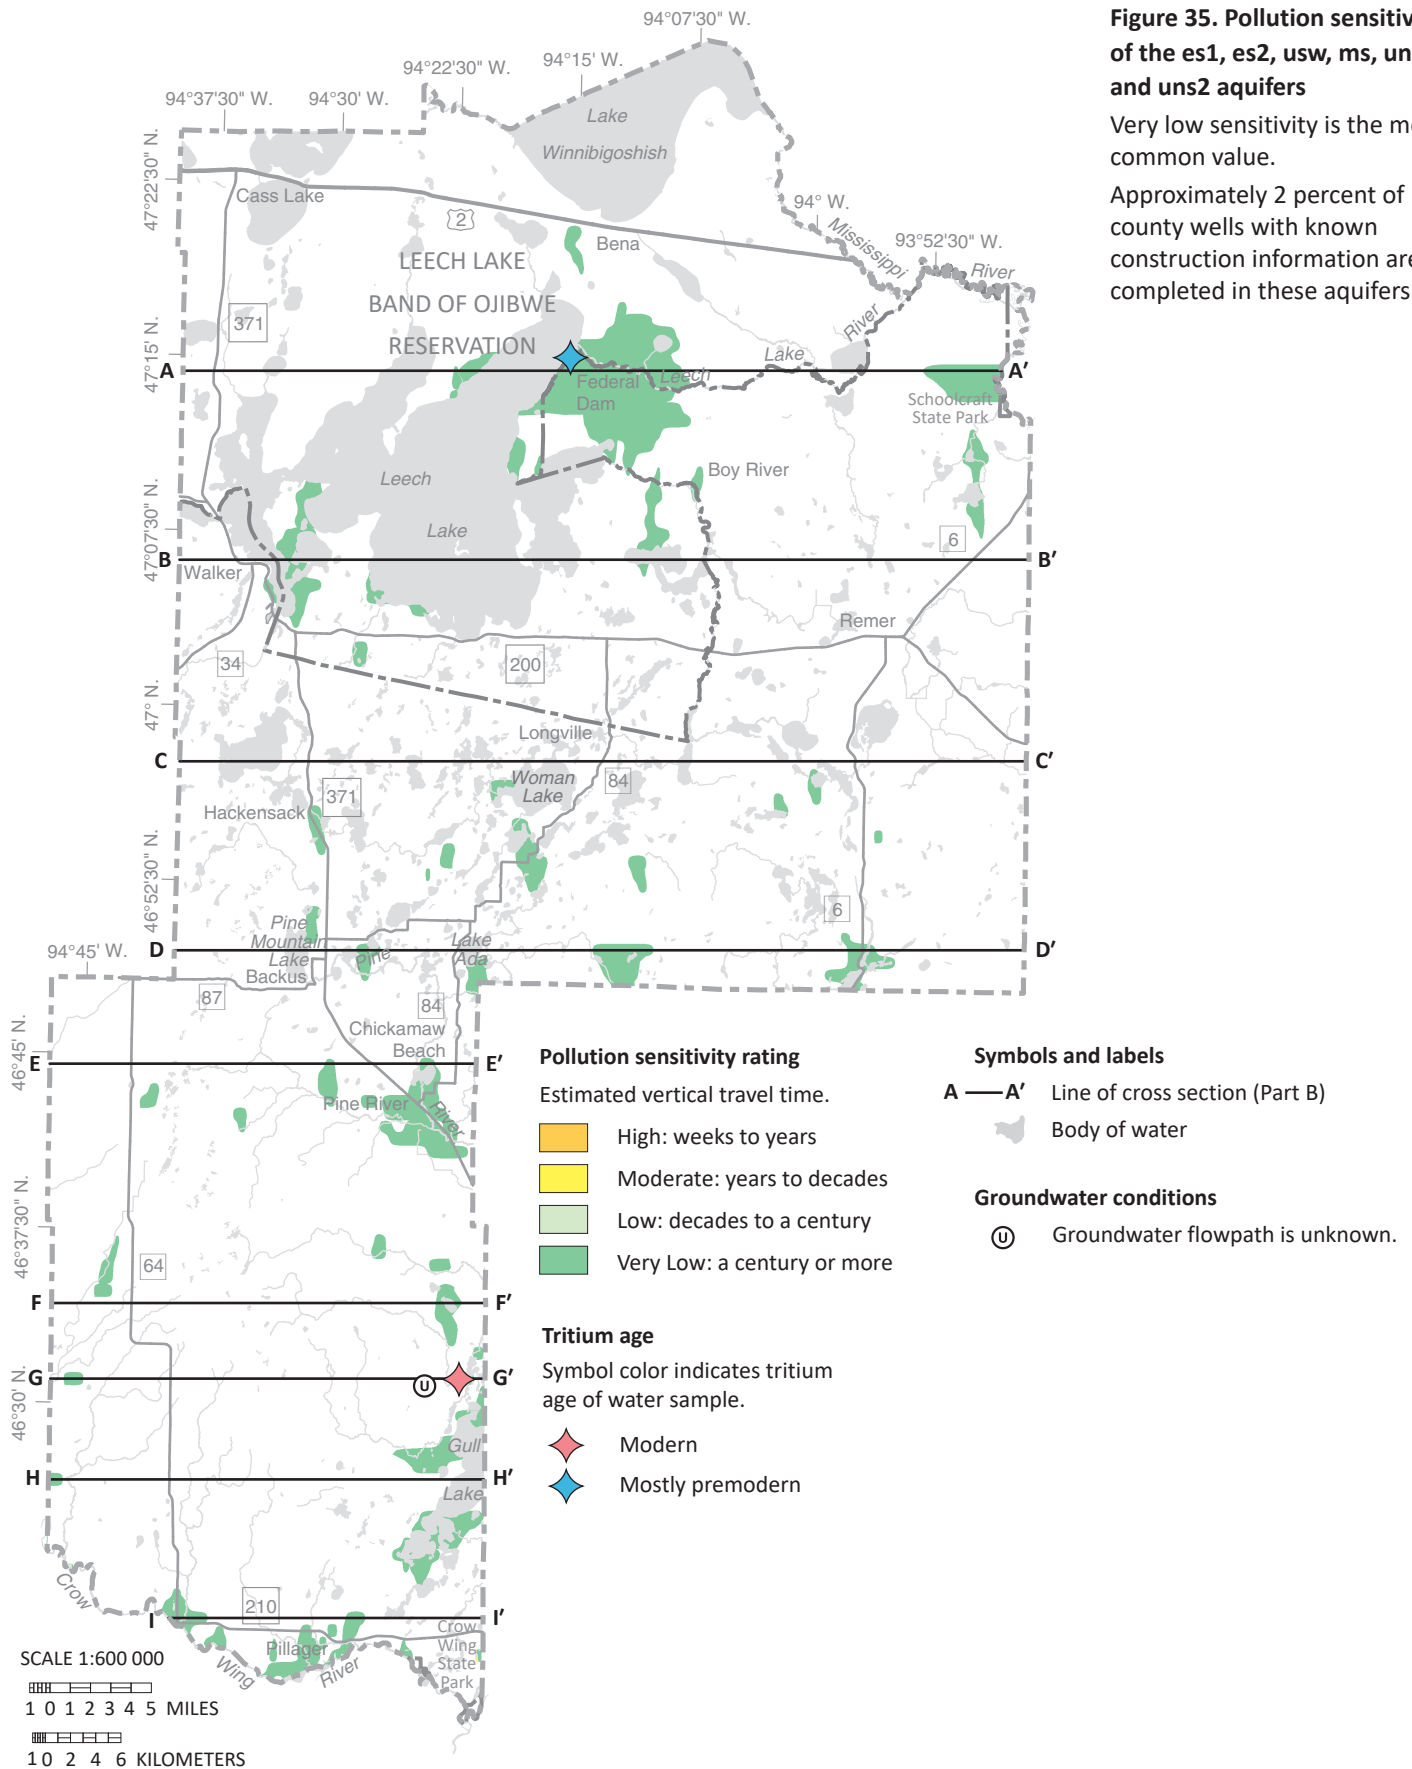 94°07'30" W.
94°22'30" W.
94°15' W.
94°37'30" W.
94°30' W.
Figure 35. Pollution sensitiv
of the es1, es2, usw, ms, un
and uns2 aquifers
Very low sensitivity is the m
common value.
Approximately 2 percent of
county wells with known
construction information are
completed in these aquifers
Lake
Winnibigoshish
47°22'30" N.
Cass Lake
2
94° W.
Mississippi
93°52'30" W.
River
Bena
LEECH LAKE
BAND OF OJIBWE
RESERVATION
371
47°15' N.
River
Lake
Leech
A
A′
Federal
Dam
Schoolcraft
State Park
Leech
Lake
Boy River
47°07'30" N.
6
B
B′
Walker
Remer
34
200
47° N.
Longville
C
C′
Woman
Lake
84
371
Hackensack
46°52'30" N.
6
Pine
Mountain
Lake
Backus
Pine
Lake
Ada
94°45' W.
D
D′
87
84
Chickamaw
Beach
46°45' N.
E
E′
Pine River
River
46°37'30" N.
64
F
F′
G
U
G′
46°30' N.
Gull
Lake
H
H′
Crow
I
I′
210
Pillager
Wing
River
Crow
Wing
State
Park
Pollution sensitivity rating
Estimated vertical travel time.
High: weeks to years
Moderate: years to decades
Low: decades to a century
Very Low: a century or more
Tritium age
Symbol color indicates tritium
age of water sample.
Modern
Mostly premodern
Symbols and labels
A A′ Line of cross section (Part B)
Body of water
Groundwater conditions
U Groundwater flowpath is unknown.
SCALE 1:600 000
1 0 1 2 3 4 5 MILES
1 0 2 4 6 KILOMETERS